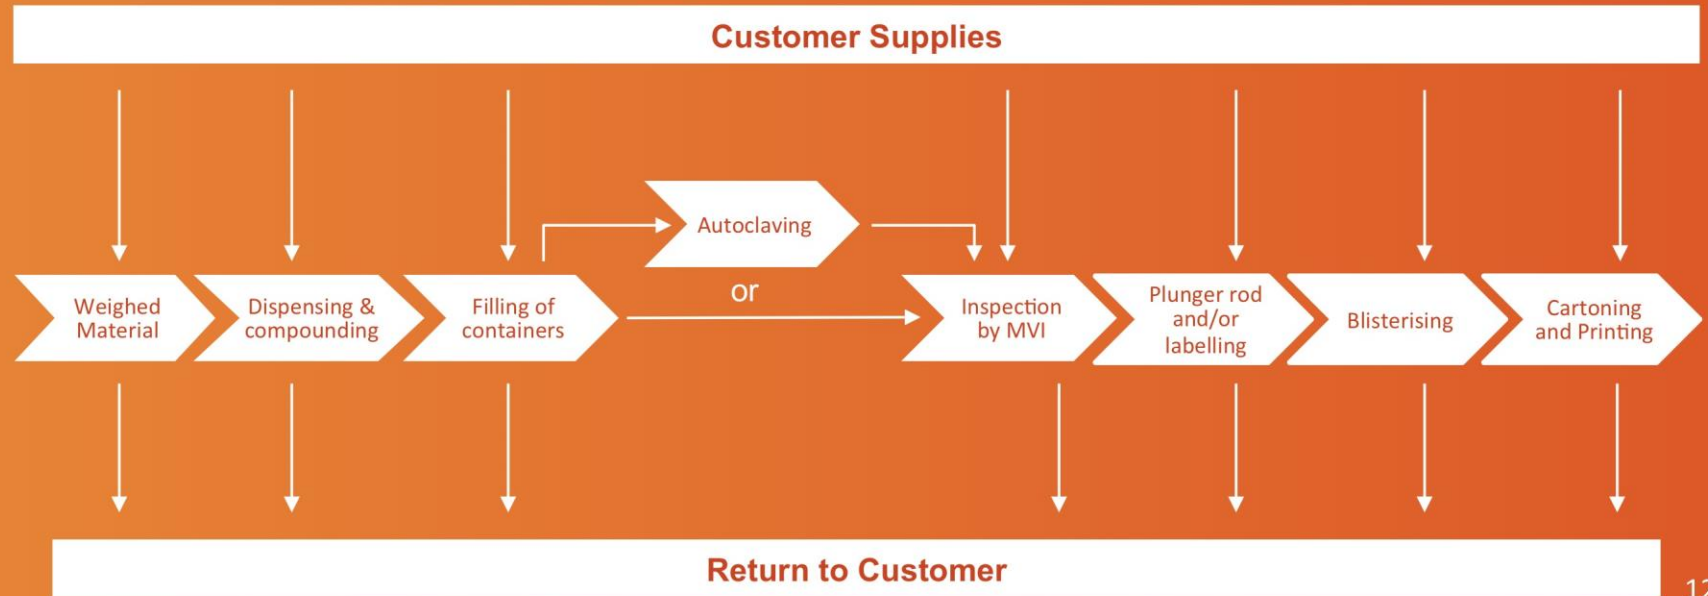 Customer Supplies
Autoclaving
or
Weighed
Material
Dispensing &
compounding
Filling of
containers
Inspection
by MVI
Plunger rod
and/or
labelling
Blisterising
Cartoning
and Printing
Return to Customer